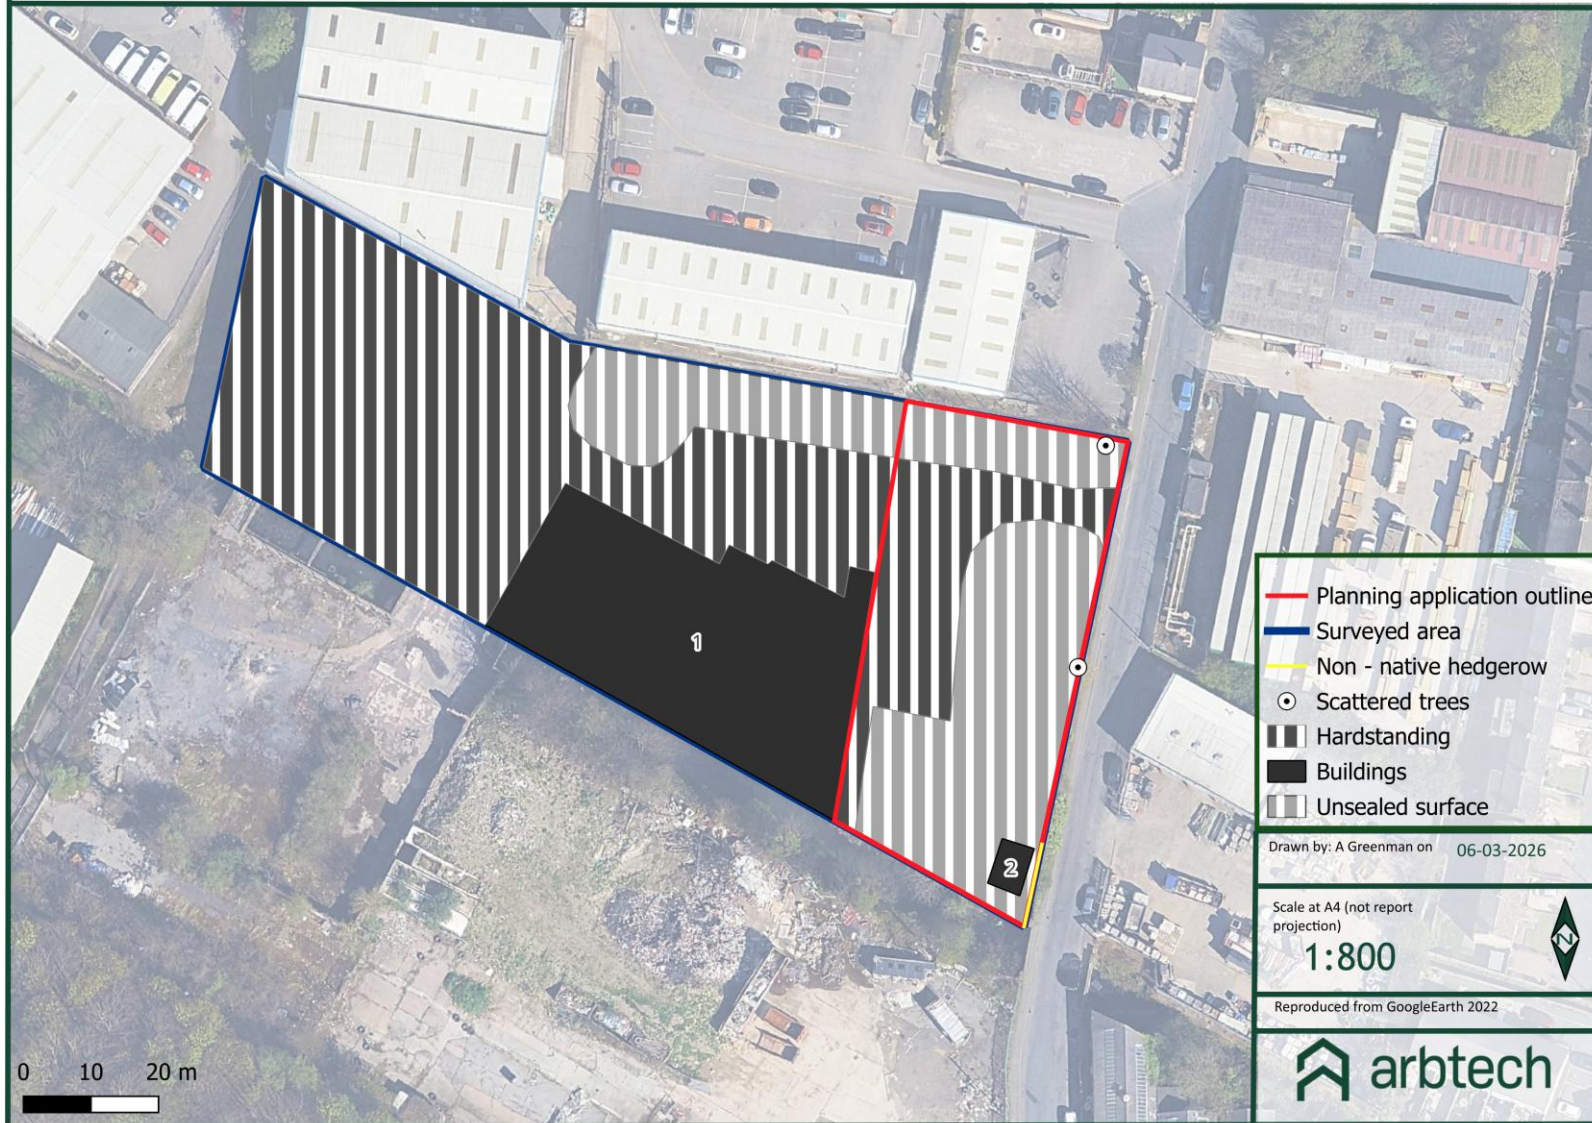 1
2
Planning application outline
Surveyed area
Non - native hedgerow
Scattered trees
Hardstanding
Buildings
Unsealed surface
Drawn by: A Greenman on 06-03-2026
Scale at A4 (not report
projection)
1:800
N
Reproduced from GoogleEarth 2022
arbtech
0 10 20 m